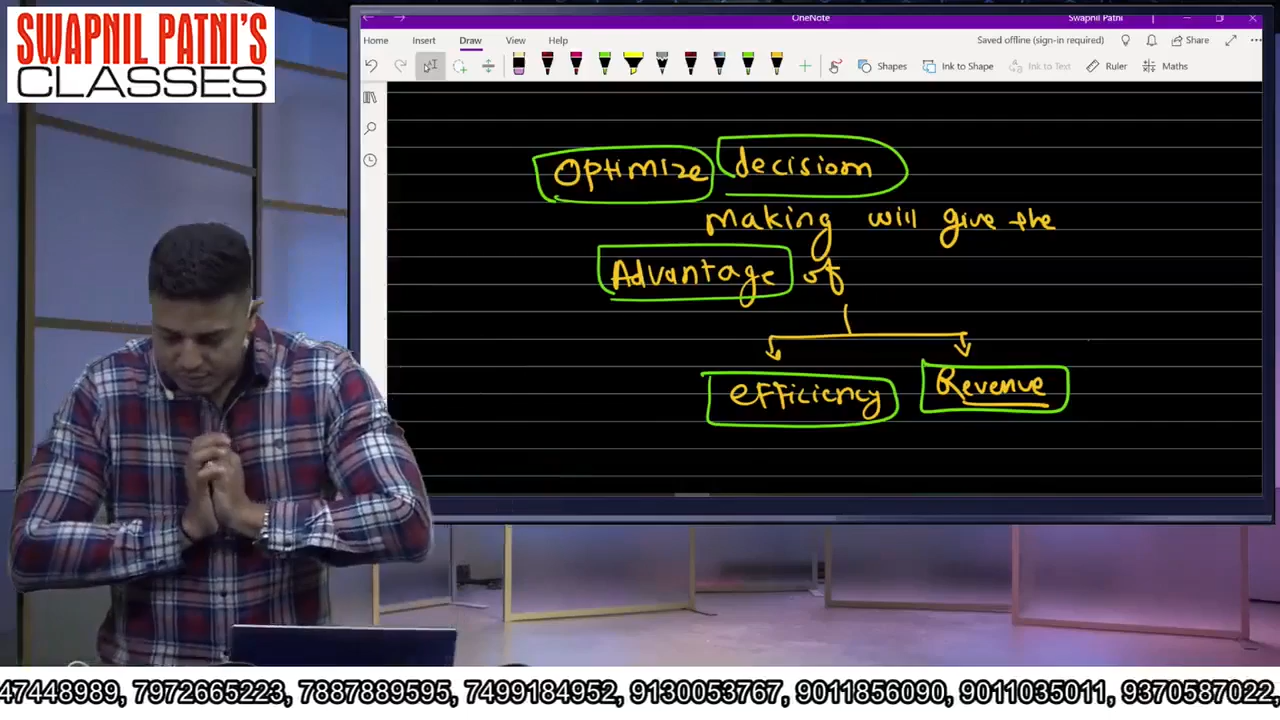 SWAPNIL PATNI'S
CLASSES
OneNote
Swapnil Patni
Home Insert Draw View Help
Saved offline (sign-in required) Share
Shapes Ink to Shape Ink to Text Ruler Maths
Optimize decision
making will give the
Advantage of
efficiency Revenue
47448989, 7972665223, 7887889595, 7499184952, 9130053767, 9011856090, 9011035011, 9370587022,